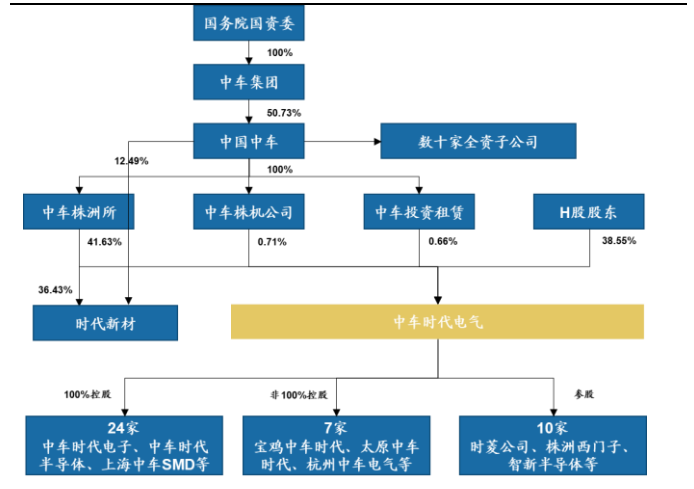 国务院国资委
100%
中车集团
50.73%
中国中车
数十家全资子公司
12.49%
100%
中车株洲所
中车株机公司
中车投资租赁
H股股东
41.63%
0.71%
0.66%
38.55%
36.43%
时代新材
中车时代电气
100%控股
非100%控股
参股
24家
中车时代电子、中车时代
半导体、上海中车SMD等
7家
宝鸡中车时代、太原中车
时代、杭州中车电气等
10家
时菱公司、株洲西门子、
智新半导体等